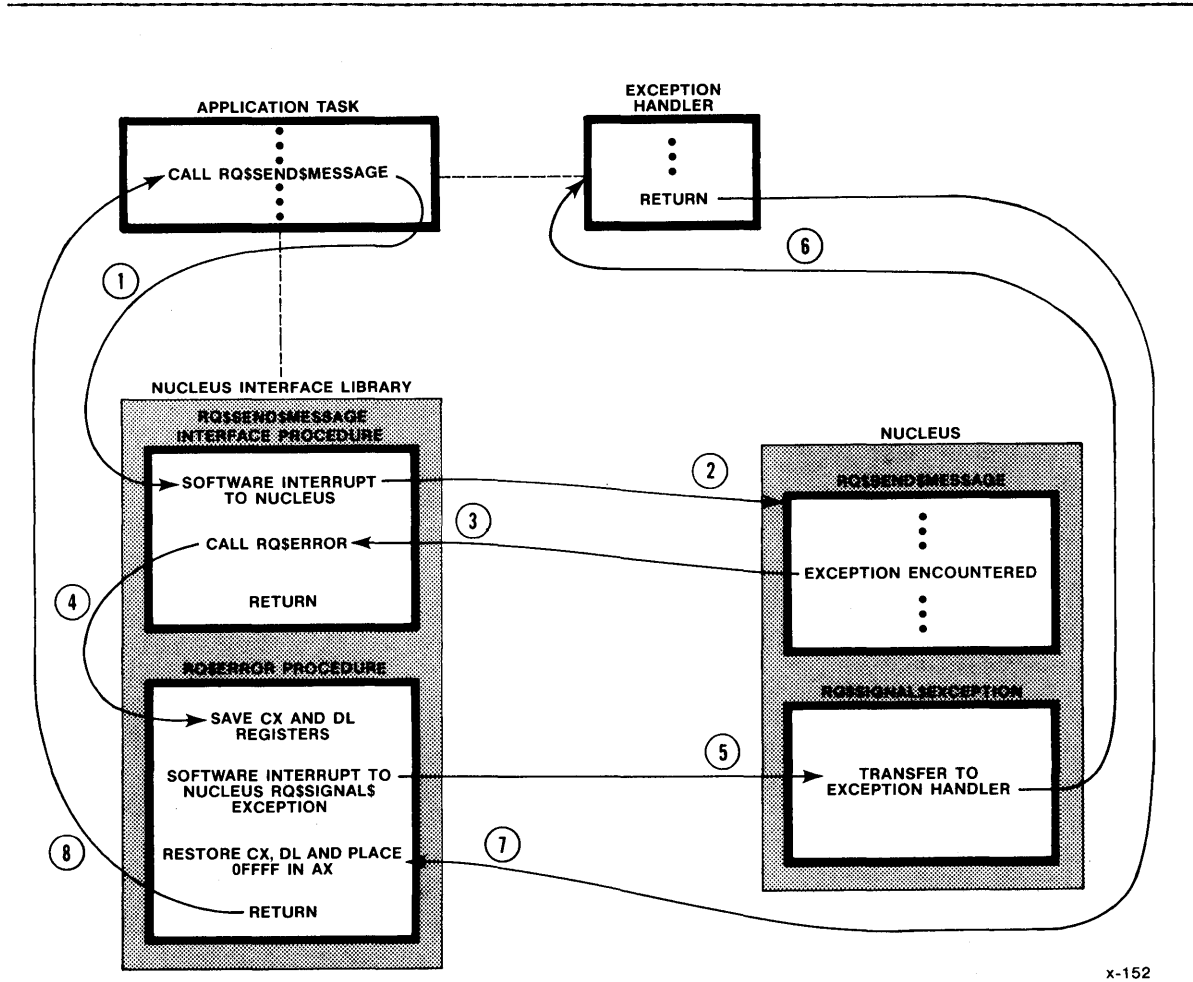 APPLICATION TASK
CALL RQ$SEND$MESSAGE
EXCEPTION
HANDLER
RETURN
6
1
NUCLEUS INTERFACE LIBRARY
RQ$SEND$MESSAGE
INTERFACE PROCEDURE
SOFTWARE INTERRUPT
TO NUCLEUS
CALL RQ$ERROR
RETURN
2
3
4
NUCLEUS
RQ$SEND$MESSAGE
EXCEPTION ENCOUNTERED
RQ$ERROR PROCEDURE
SAVE CX AND DL
REGISTERS
SOFTWARE INTERRUPT TO
NUCLEUS RQ$SIGNAL$
EXCEPTION
RESTORE CX, DL AND PLACE
0FFFF IN AX
RETURN
5
RQ$SIGNAL$EXCEPTION
TRANSFER TO
EXCEPTION HANDLER
7
8
x-152